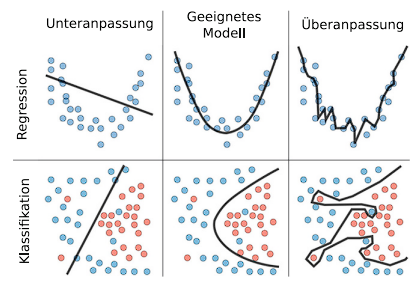 Unteranpassung
Geeignetes
Modell
Überanpassung
Regression
Klassifikation